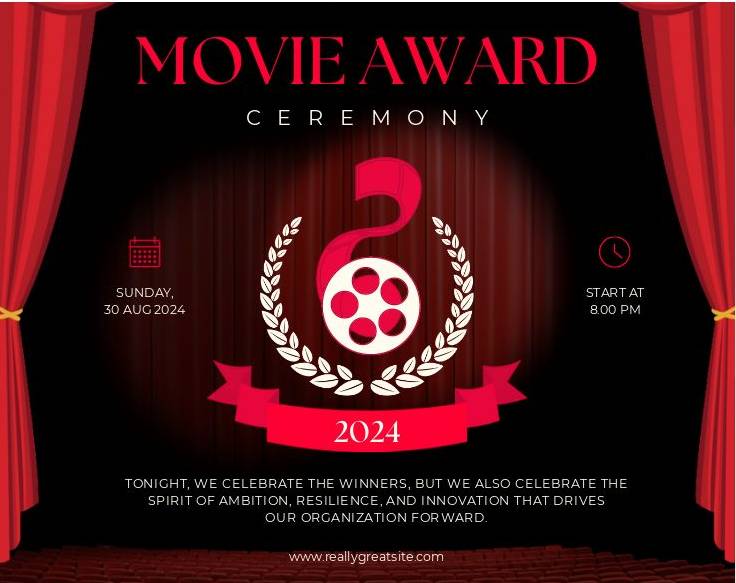 MOVIE AWARD
CEREMONY
SUNDAY,
30 AUG 2024
START AT
8.00 PM
2024
TONIGHT, WE CELEBRATE THE WINNERS, BUT WE ALSO CELEBRATE THE
SPIRIT OF AMBITION, RESILIENCE, AND INNOVATION THAT DRIVES
OUR ORGANIZATION FORWARD.
www.reallygreatsite.com